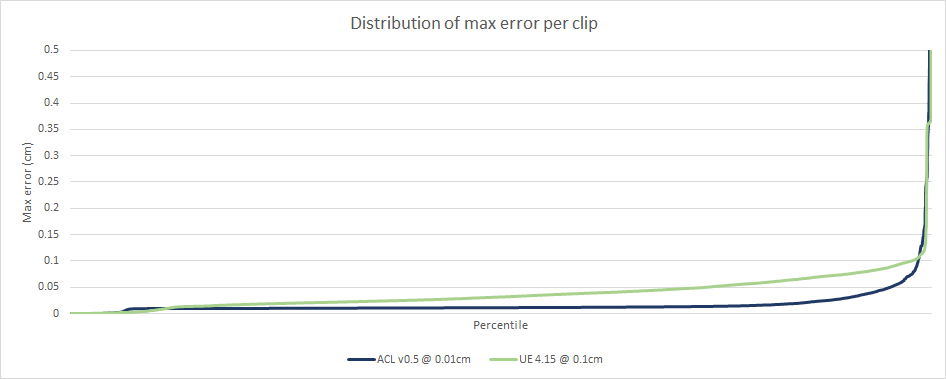 Distribution of max error per clip
0.5
0.45
0.4
0.35
0.3
0.25
0.2
0.15
0.1
0.05
0
Max error (cm)
Percentile
ACL v0.5 @ 0.01cm
UE 4.15 @ 0.1cm